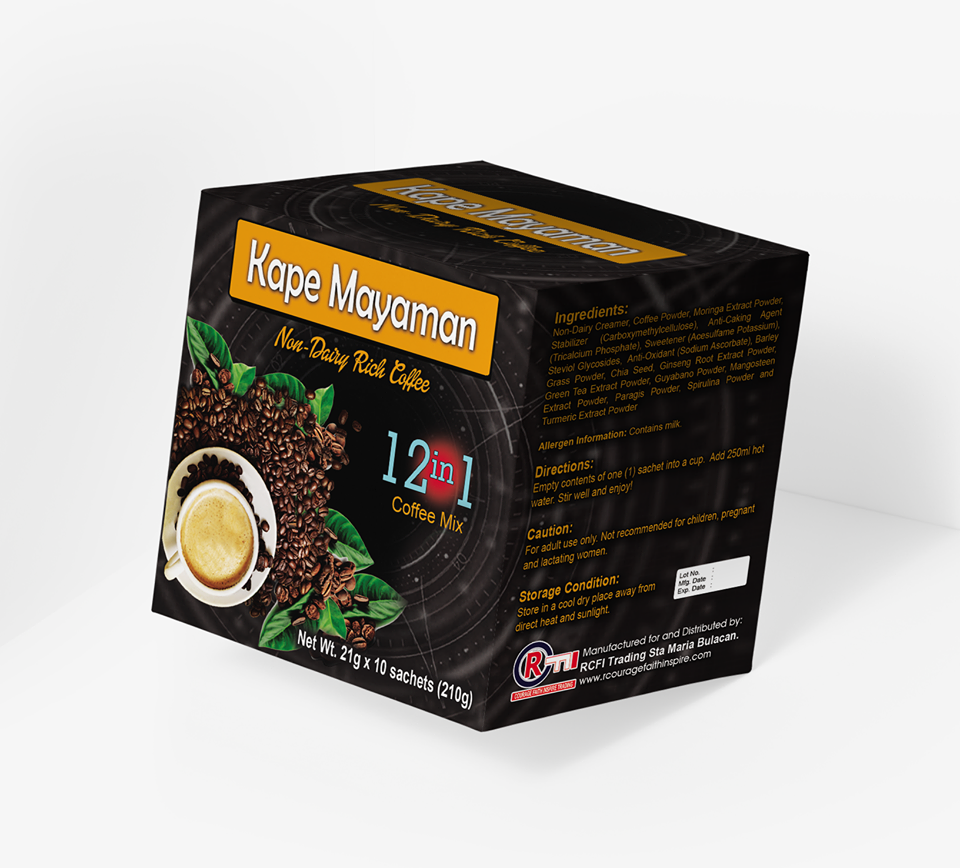 Kape Mayaman
Non-Dairy Rich Coffee
Kape Mayaman
Non-Dairy Rich Coffee
12in1
Coffee Mix
Net Wt. 21g x 10 sachets (210g)
Ingredients:
Non-Dairy Creamer, Coffee Powder, Moringa Extract Powder,
Stabilizer (Carboxymethylcellulose), Anti-Caking Agent
(Tricalcium Phosphate), Sweetener (Acesulfame Potassium),
Steviol Glycosides, Anti-Oxidant (Sodium Ascorbate), Barley
Grass Powder, Chia Seed, Ginseng Root Extract Powder,
Green Tea Extract Powder, Guyabano Powder, Mangosteen
Extract Powder, Paragis Powder, Spirulina Powder and
Turmeric Extract Powder
Allergen Information: Contains milk.
Directions:
Empty contents of one (1) sachet into a cup. Add 250ml hot
water. Stir well and enjoy!
Caution:
For adult use only. Not recommended for children, pregnant
and lactating women.
Storage Condition:
Store in a cool dry place away from
direct heat and sunlight.
Lot No. :
Mfg. Date :
Exp. Date :
RFTI
COURAGE FAITH INSPIRE TRADING
Manufactured for and Distributed by:
RCFI Trading Sta Maria Bulacan.
www.rcouragefaithinspire.com